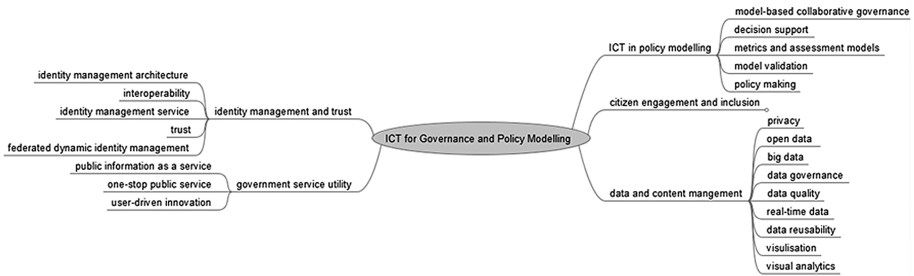 ICT for Governance and Policy Modelling
ICT in policy modelling
model-based collaborative governance
decision support
metrics and assessment models
model validation
policy making
citizen engagement and inclusion
data and content mangement
privacy
open data
big data
data governance
data quality
real-time data
data reusability
visulisation
visual analytics
identity management and trust
identity management architecture
interoperability
identity management service
trust
federated dynamic identity management
government service utility
public information as a service
one-stop public service
user-driven innovation